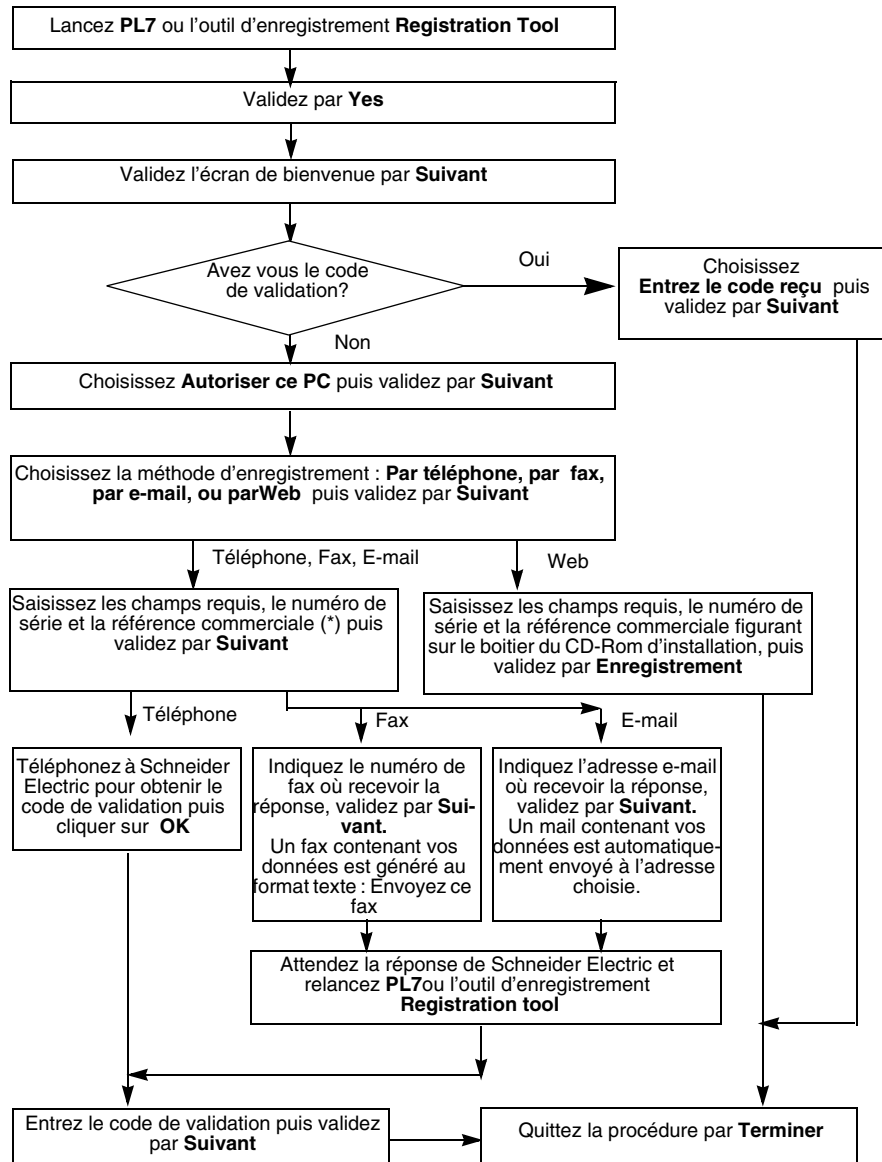 Lancez PL7 ou l'outil d'enregistrement Registration Tool
Validez par Yes
Validez l'écran de bienvenue par Suivant
Avez vous le code
de validation?
Oui
Choisissez
Entrez le code reçu puis
validez par Suivant
Non
Choisissez Autoriser ce PC puis validez par Suivant
Choisissez la méthode d'enregistrement : Par téléphone, par fax,
par e-mail, ou parWeb puis validez par Suivant
Téléphone, Fax, E-mail
Web
Saisissez les champs requis, le numéro de
série et la référence commerciale (*) puis
validez par Suivant
Saisissez les champs requis, le numéro de
série et la référence commerciale figurant
sur le boitier du CD-Rom d'installation, puis
validez par Enregistrement
Téléphone
Fax
E-mail
Téléphonez à Schneider
Electric pour obtenir le
code de validation puis
cliquer sur OK
Indiquez le numéro de
fax où recevoir la
réponse, validez par Sui-
vant.
Un fax contenant vos
données est généré au
format texte : Envoyez ce
fax
Indiquez l'adresse e-mail
où recevoir la réponse,
validez par Suivant.
Un mail contenant vos
données est automatique-
ment envoyé à l'adresse
choisie.
Attendez la réponse de Schneider Electric et
relancez PL7ou l'outil d'enregistrement
Registration tool
Entrez le code de validation puis validez
par Suivant
Quittez la procédure par Terminer